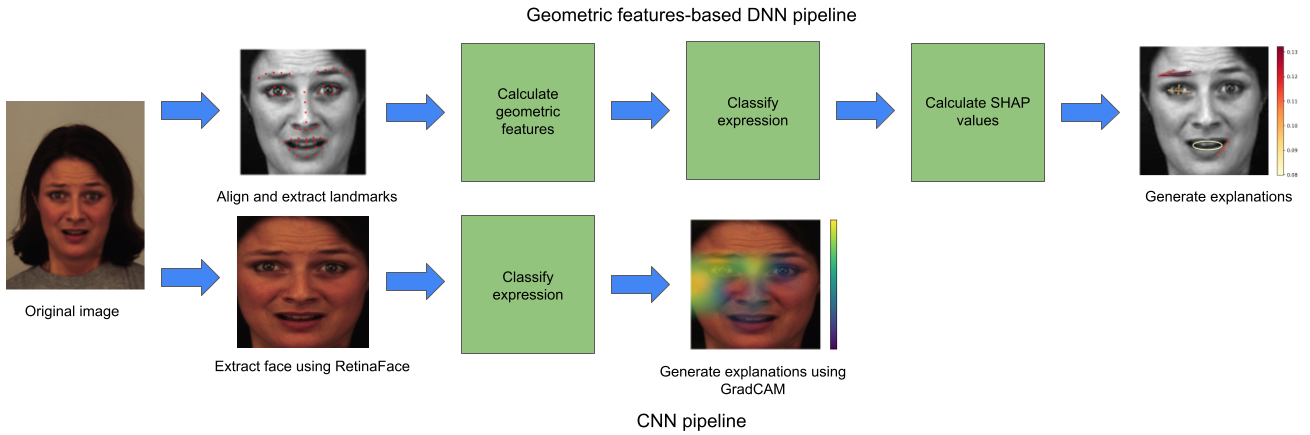 Geometric features-based DNN pipeline
Calculate
geometric
features
Classify
expression
Calculate SHAP
values
0.13
0.12
0.11
0.10
0.09
0.08
Align and extract landmarks
Generate explanations
Original image
Classify
expression
Extract face using RetinaFace
Generate explanations using
GradCAM
CNN pipeline